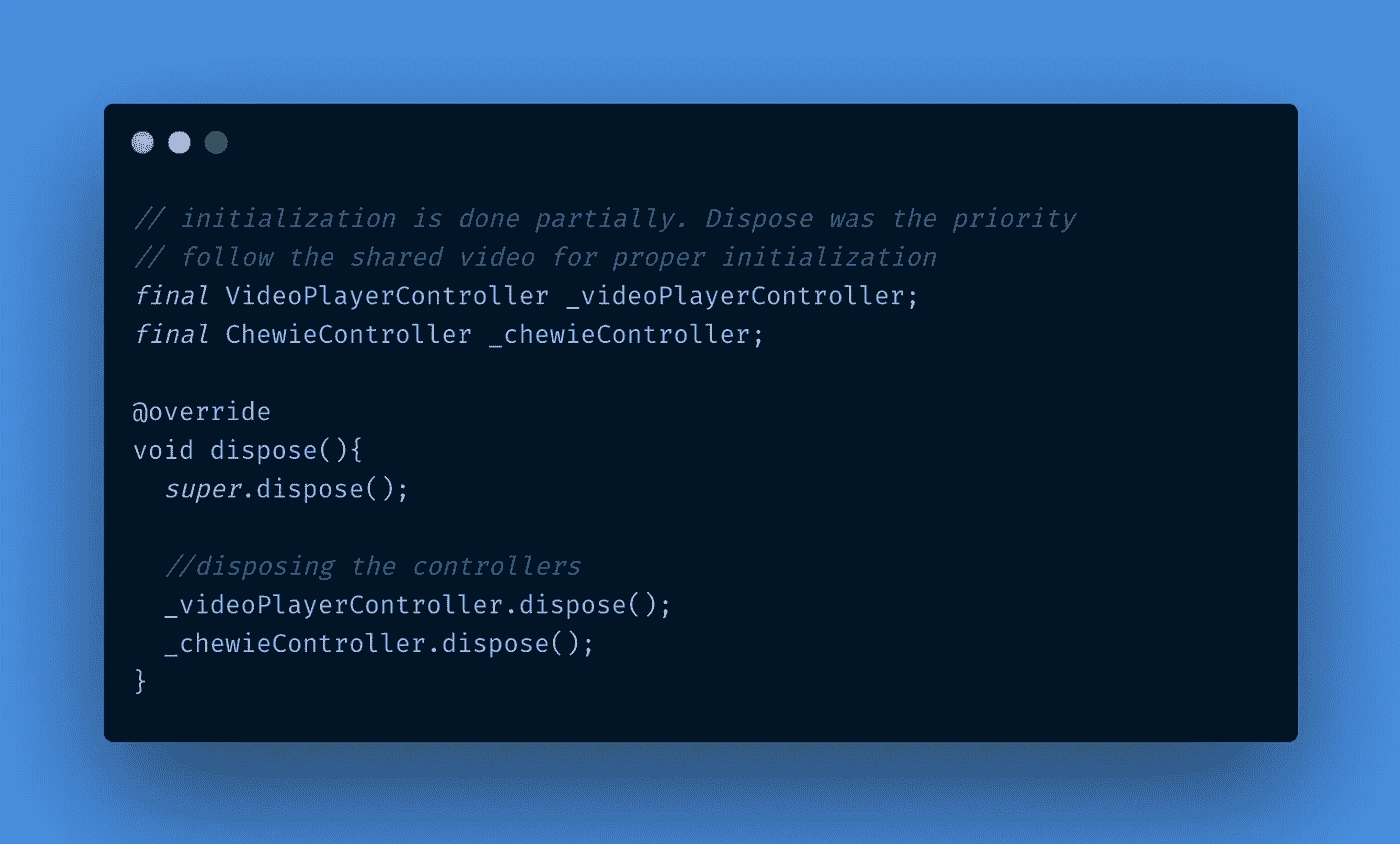 // initialization is done partially. Dispose was the priority
// follow the shared video for proper initialization
final VideoPlayerController _videoPlayerController;
final ChewieController _chewieController;
@override
void dispose(){
super.dispose();
//disposing the controllers
_videoPlayerController.dispose();
_chewieController.dispose();
}